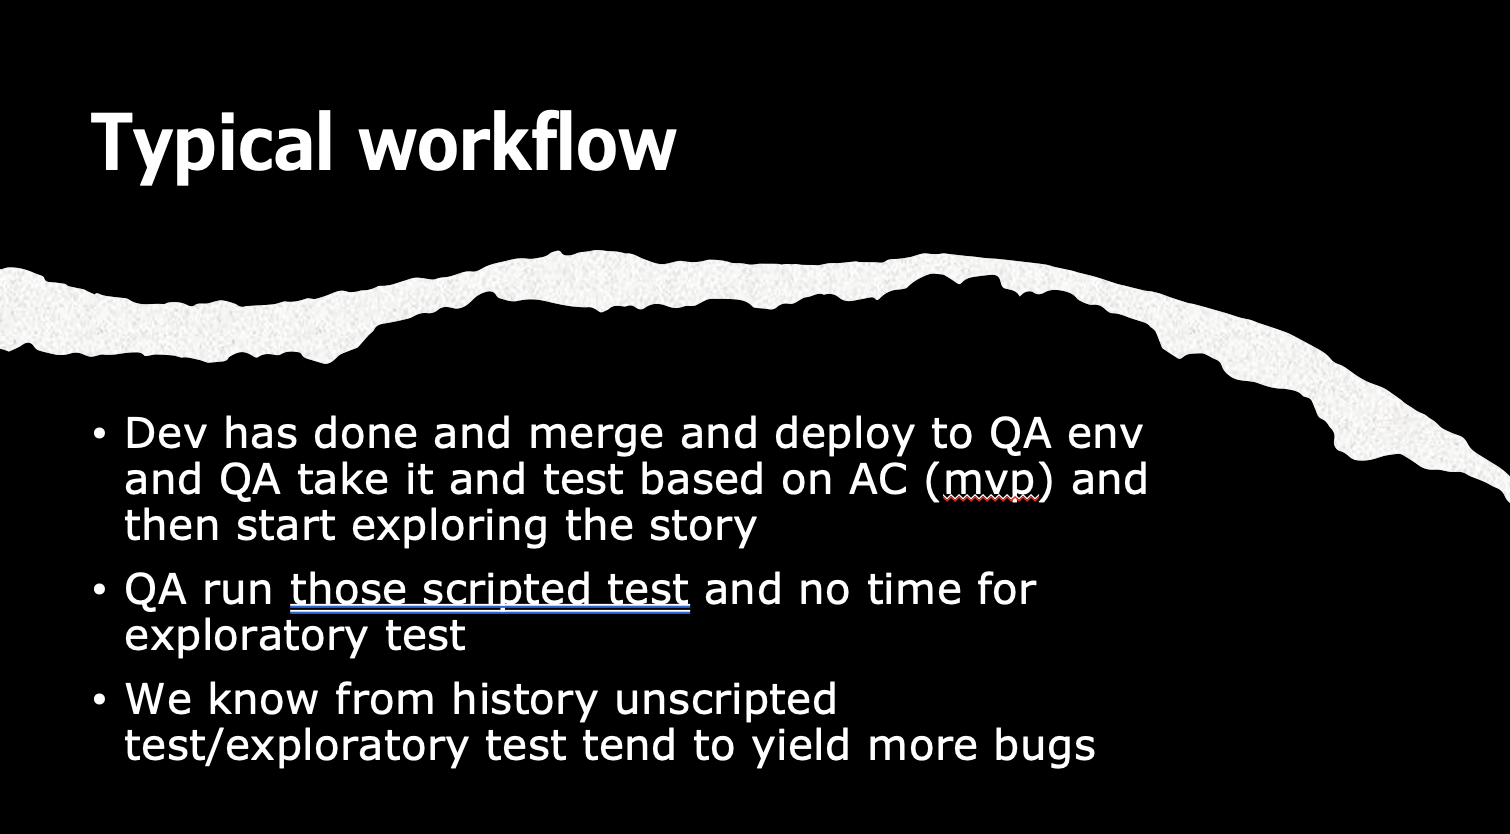 Typical workflow
• Dev has done and merge and deploy to QA env
and QA take it and test based on AC (mvp) and
then start exploring the story
• QA run those scripted test and no time for
exploratory test
• We know from history unscripted
test/exploratory test tend to yield more bugs